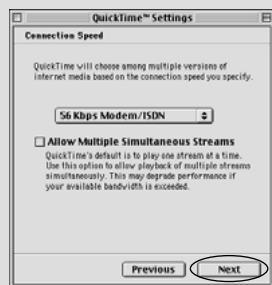 QuickTime™ Settings
Connection Speed
QuickTime will choose among multiple versions of
internet media based on the connection speed you specify.
56 Kbps Modem/ISDN
Allow Multiple Simultaneous Streams
QuickTime's default is to play one stream at a time.
Use this option to allow playback of multiple streams
simultaneously. This may degrade performance if
your available bandwidth is exceeded.
Previous
Next